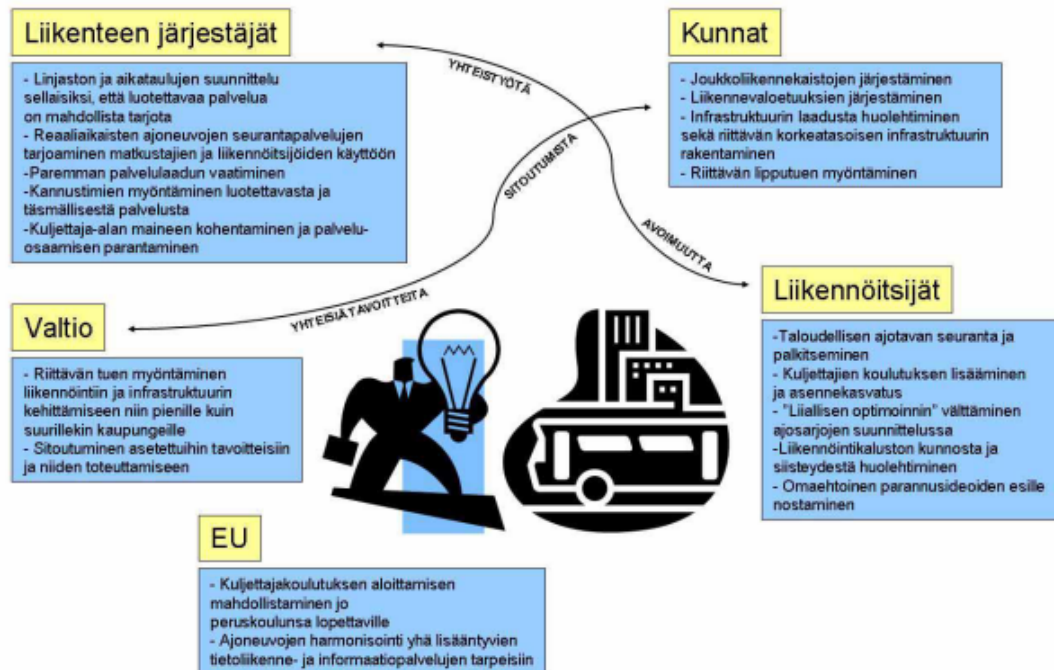 Liikenteen järjestäjät
- Linjaston ja aikataulujen suunnittelu
sellaisiksi, että luotettavaa palvelua
on mahdollista tarjota
- Reaaliaikaisten ajoneuvojen seurantapalvelujen
tarjoaminen matkustajien ja liikennöitsijöiden käyttöön
-Paremman palvelulaadun vaatiminen
- Kannustimien myöntäminen luotettavasta ja
täsmällisestä palvelusta
-Kuljettaja-alan maineen kohentaminen ja palvelu-
osaamisen parantaminen
Kunnat
- Joukkoliikennekaistojen järjestäminen
- Liikennevaloetuuksien järjestäminen
- Infrastruktuurin laadusta huolehtiminen
sekä riittävän korkeatasoisen infrastruktuurin
rakentaminen
- Riittävän lipputuen myöntäminen
YHTEISTYÖTÄ
SITOUTUMISTA
AVOIMUUTTA
YHTEISIÄ TAVOITTEITA
Valtio
- Riittävän tuen myöntäminen
liikennöintiin ja infrastruktuurin
kehittämiseen niin pienille kuin
suurillekin kaupungeille
- Sitoutuminen asetettuihin tavoitteisiin
ja niiden toteuttamiseen
Liikennöitsijät
-Taloudellisen ajotavan seuranta ja
palkitseminen
- Kuljettajien koulutuksen lisääminen
ja asennekasvatus
- "Liiallisen optimoinnin" välttäminen
ajosarjojen suunnittelussa
-Liikennöintikaluston kunnosta ja
siisteydestä huolehtiminen
- Omaehtoinen parannusideoiden esille
nostaminen
EU
- Kuljettajakoulutuksen aloittamisen
mahdollistaminen jo
peruskoulunsa lopettaville
- Ajoneuvojen harmonisointi yhä lisääntyvien
tietoliikenne- ja informaatiopalvelujen tarpeisiin